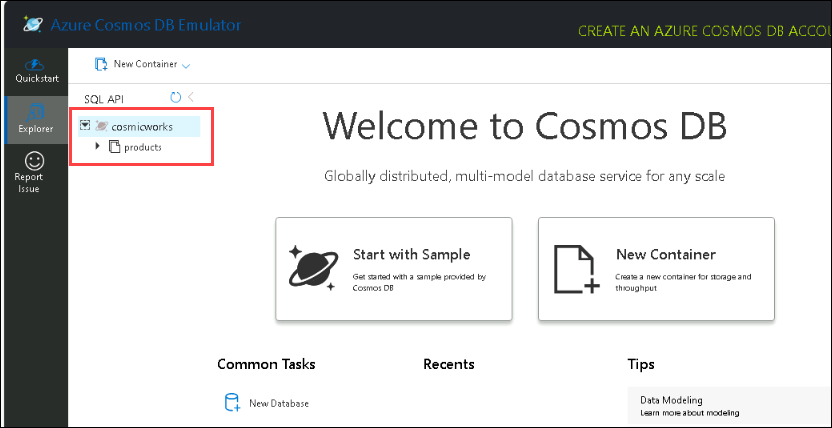 Azure Cosmos DB Emulator
CREATE AN AZURE COSMOS DB ACCOU
Quickstart
Explorer
Report
Issue
New Container
SQL API
cosmicworks
products
Welcome to Cosmos DB
Globally distributed, multi-model database service for any scale
Start with Sample
Get started with a sample provided by
Cosmos DB
New Container
Create a new container for storage and
throughput
Common Tasks
New Database
Recents
Tips
Data Modeling
Learn more about modeling